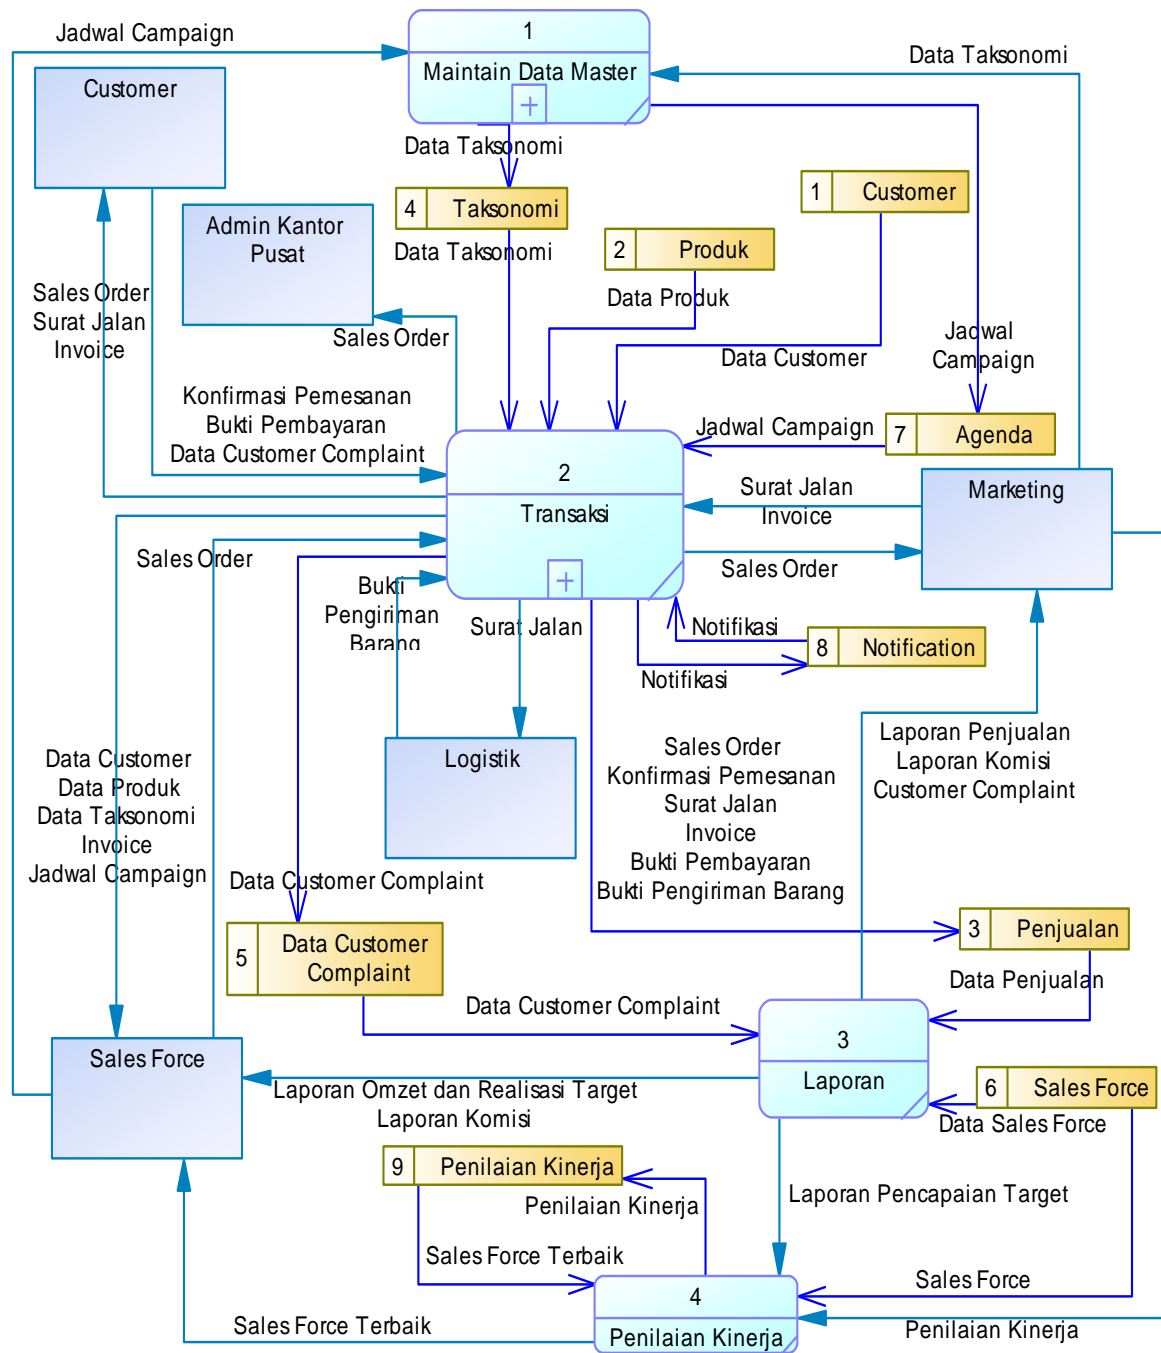 Jadwal Campaign
1
Maintain Data Master
Data Taksonomi
Customer
Data Taksonomi
4
Taksonomi
1
Customer
Admin Kantor
Pusat
Data Taksonomi
2
Produk
Data Produk
Sales Order
Surat Jalan
Invoice
Sales Order
Data Customer
Jadwal
Campaign
Konfirmasi Pemesanan
Bukti Pembayaran
Data Customer Complaint
Jadwal Campaign
7
Agenda
2
Transaksi
Surat Jalan
Invoice
Marketing
Sales Order
Sales Order
Bukti
Pengiriman
Barang
Surat Jalan
Notifikasi
8
Notification
Notifikasi
Data Customer
Data Produk
Data Taksonomi
Invoice
Jadwal Campaign
Logistik
Sales Order
Konfirmasi Pemesanan
Surat Jalan
Invoice
Bukti Pembayaran
Bukti Pengiriman Barang
Laporan Penjualan
Laporan Komisi
Customer Complaint
Data Customer Complaint
5
Data Customer
Complaint
3
Penjualan
Data Penjualan
Data Customer Complaint
3
Laporan
Sales Force
Laporan Omzet dan Realisasi Target
Laporan Komisi
6
Sales Force
Data Sales Force
9
Penilaian Kinerja
Penilaian Kinerja
Laporan Pencapaian Target
Sales Force Terbaik
Sales Force
4
Penilaian Kinerja
Sales Force Terbaik
Penilaian Kinerja